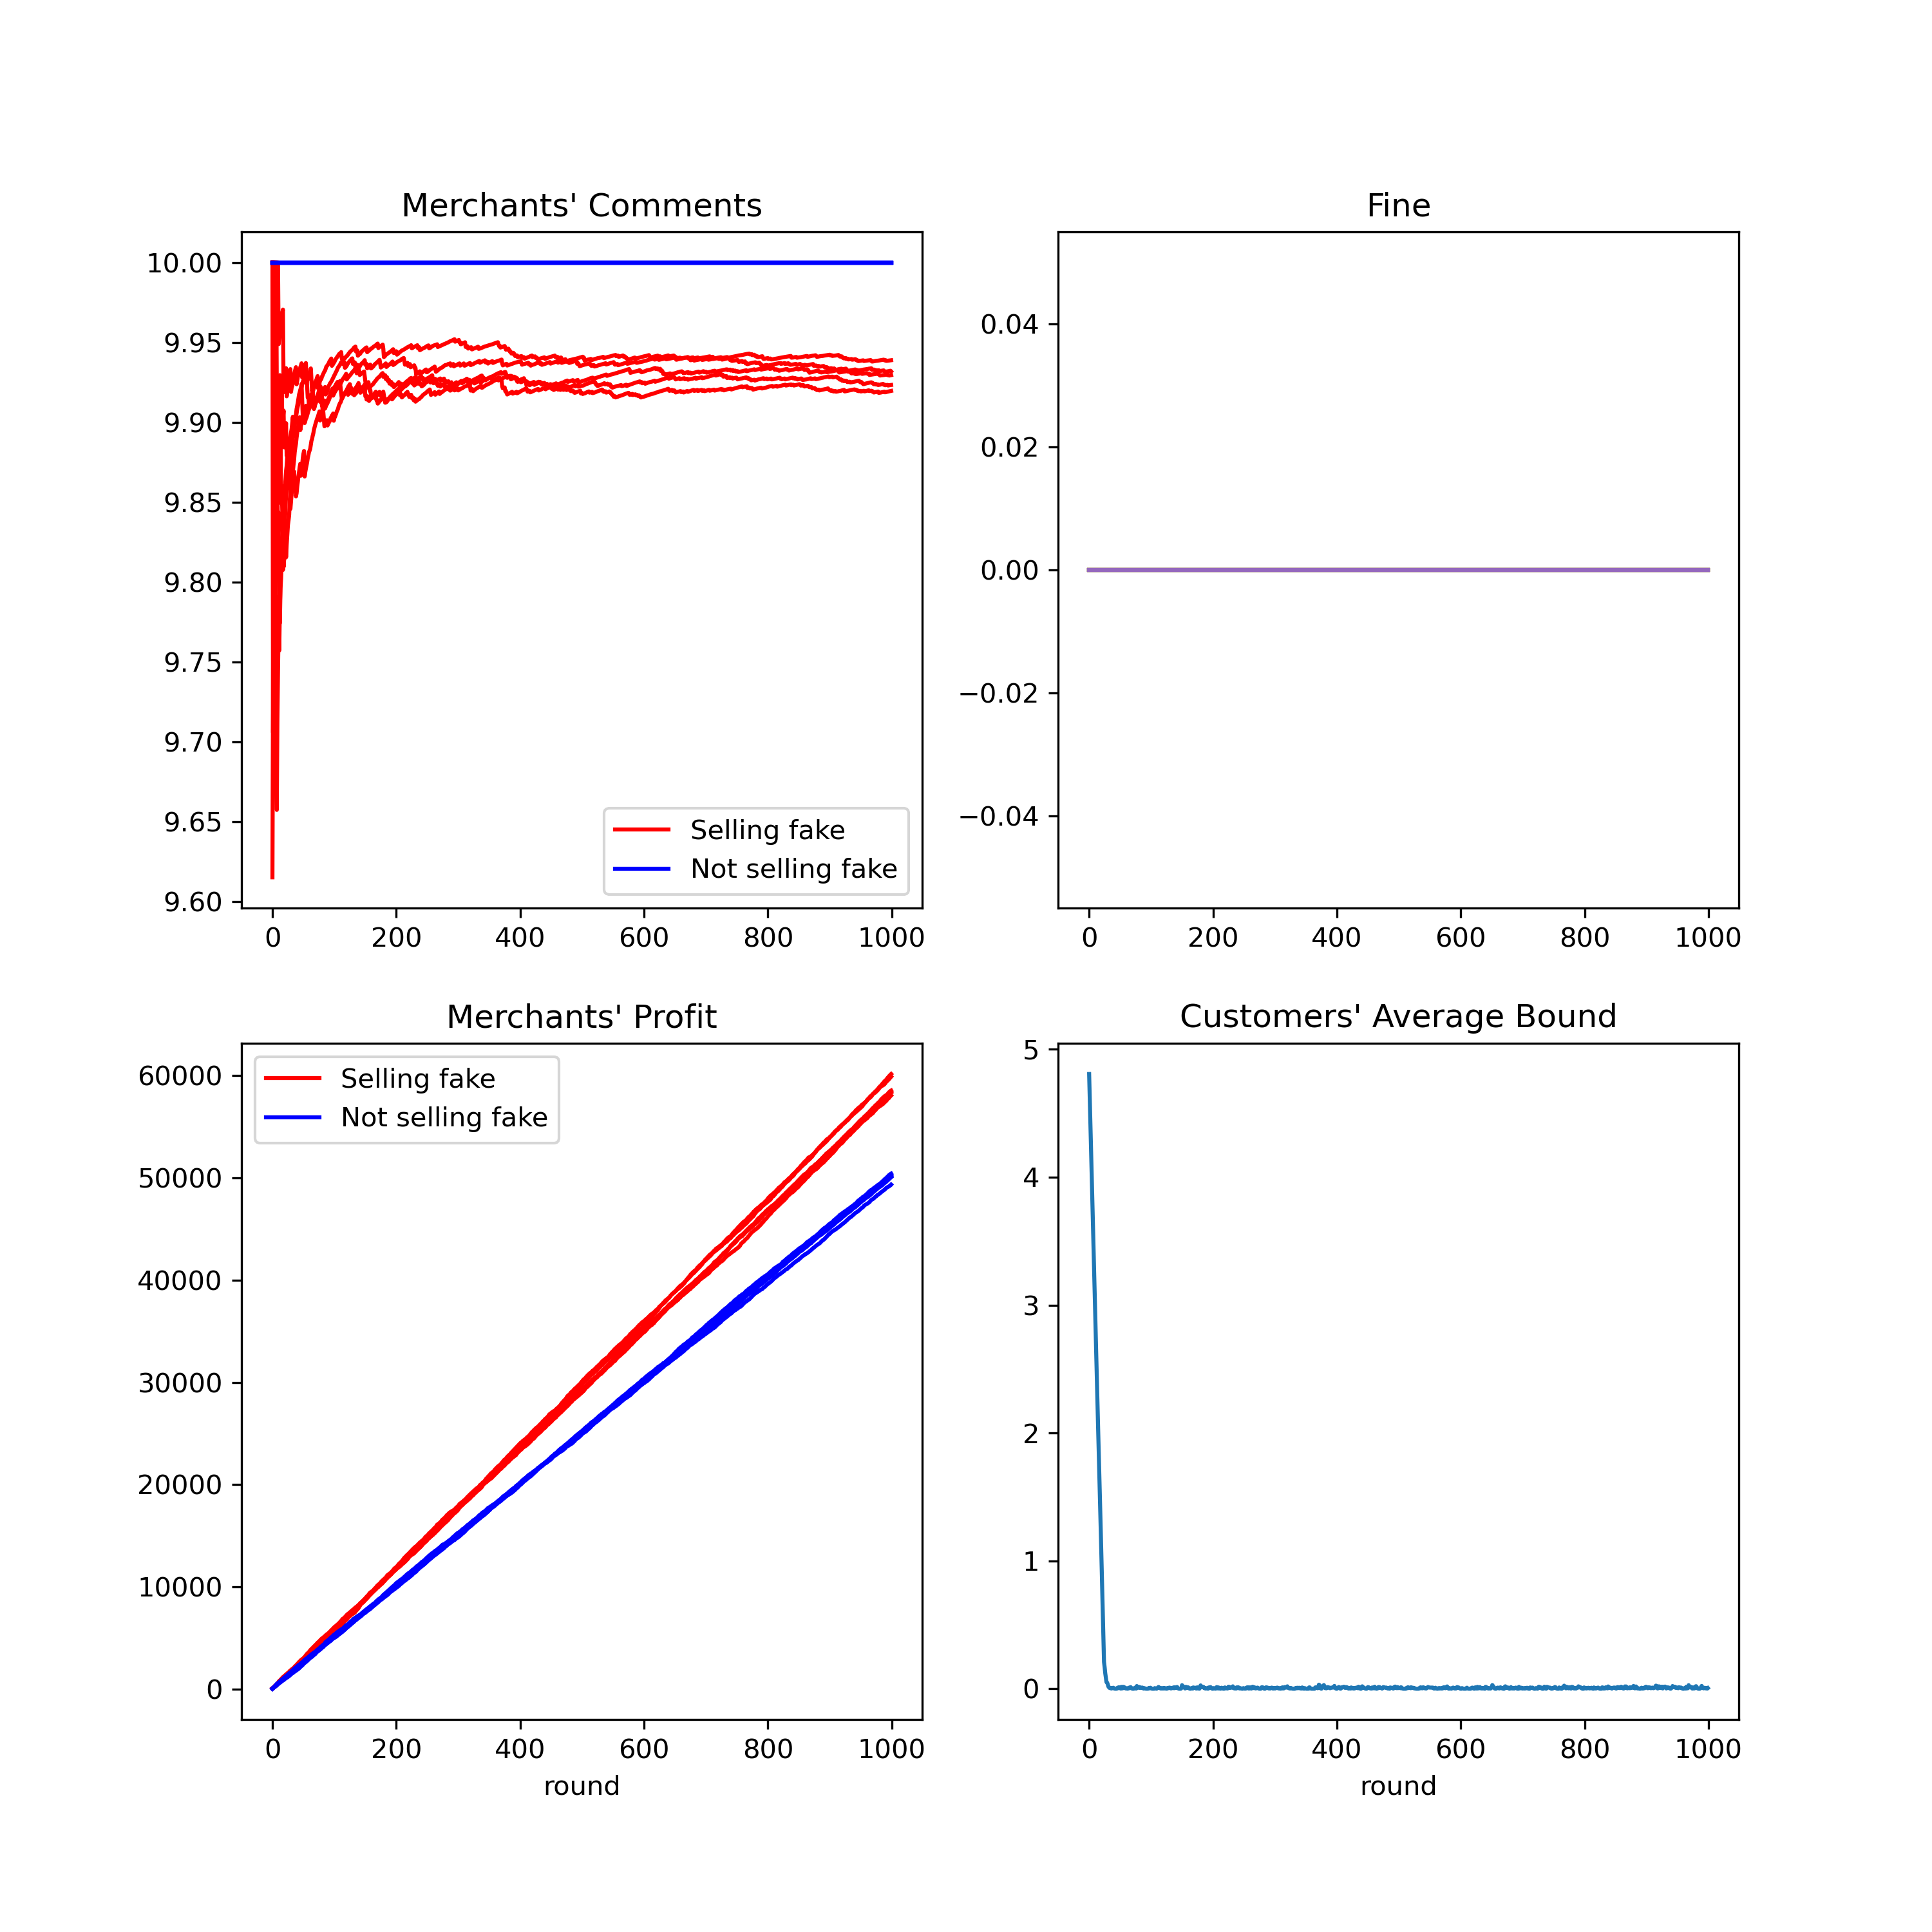 Merchants' Comments
10.00
9.95
9.90
9.85
9.80
9.75
9.70
9.65
9.60
0 200 400 600 800 1000
Selling fake
Not selling fake
Fine
0.04
0.02
0.00
−0.02
−0.04
0 200 400 600 800 1000
Merchants' Profit
60000
50000
40000
30000
20000
10000
0
0 200 400 600 800 1000
round
Selling fake
Not selling fake
Customers' Average Bound
5
4
3
2
1
0
0 200 400 600 800 1000
round